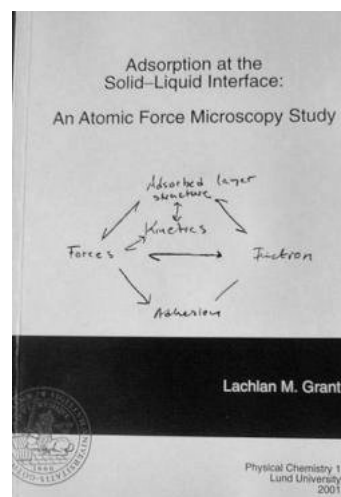 Adsorption at the
Solid–Liquid Interface:
An Atomic Force Microscopy Study
Adsorbed layer
structure
Kinetics
Forces
Friction
Adhesion
Lachlan M. Grant
Physical Chemistry 1
Lund University
2001